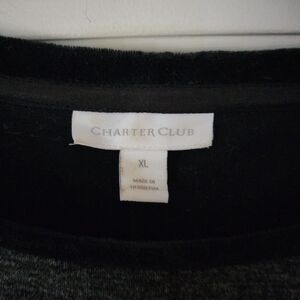 CHARTER CLUB
XL
MADE IN